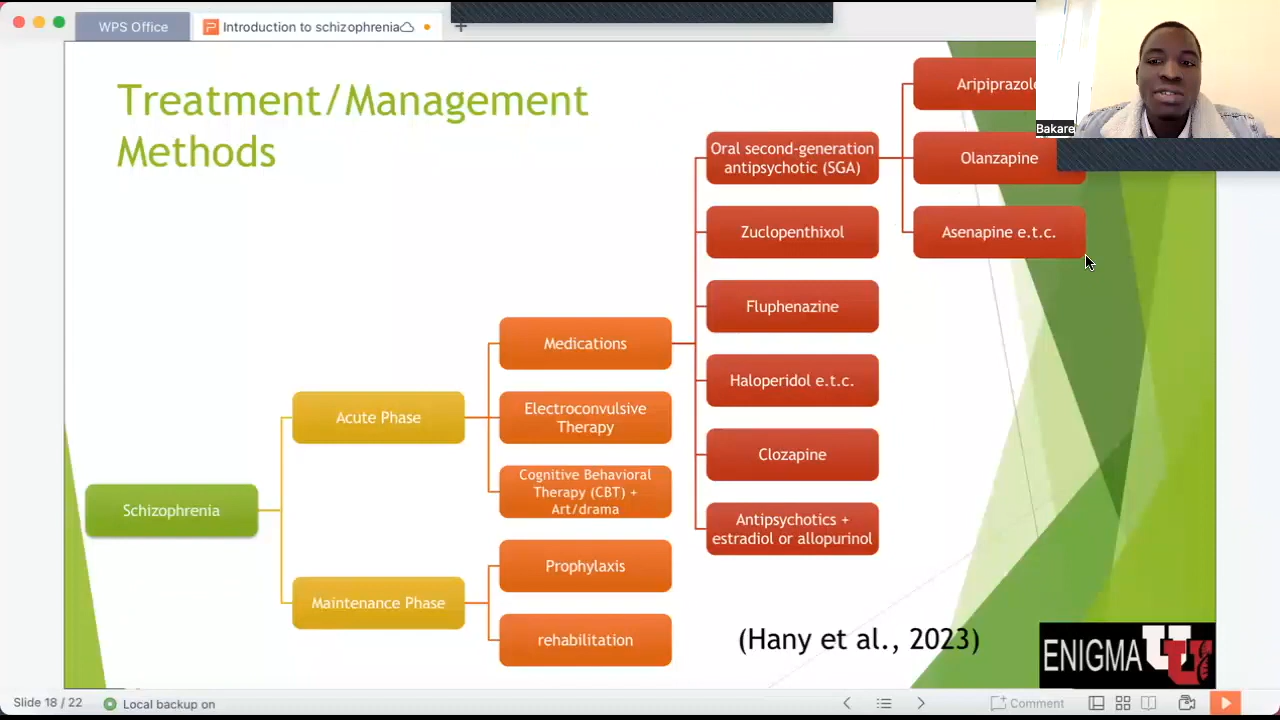 WPS Office
Introduction to schizophrenia
Treatment/Management
Methods
Bakare
Aripiprazole
Oral second-generation
antipsychotic (SGA)
Olanzapine
Zuclopenthixol
Asenapine e.t.c.
Fluphenazine
Medications
Haloperidol e.t.c.
Acute Phase
Electroconvulsive
Therapy
Clozapine
Cognitive Behavioral
Therapy (CBT) +
Art/drama
Schizophrenia
Antipsychotics +
estradiol or allopurinol
Prophylaxis
Maintenance Phase
rehabilitation
(Hany et al., 2023)
ENIGMA U
Slide 18 / 22
Local backup on
Comment